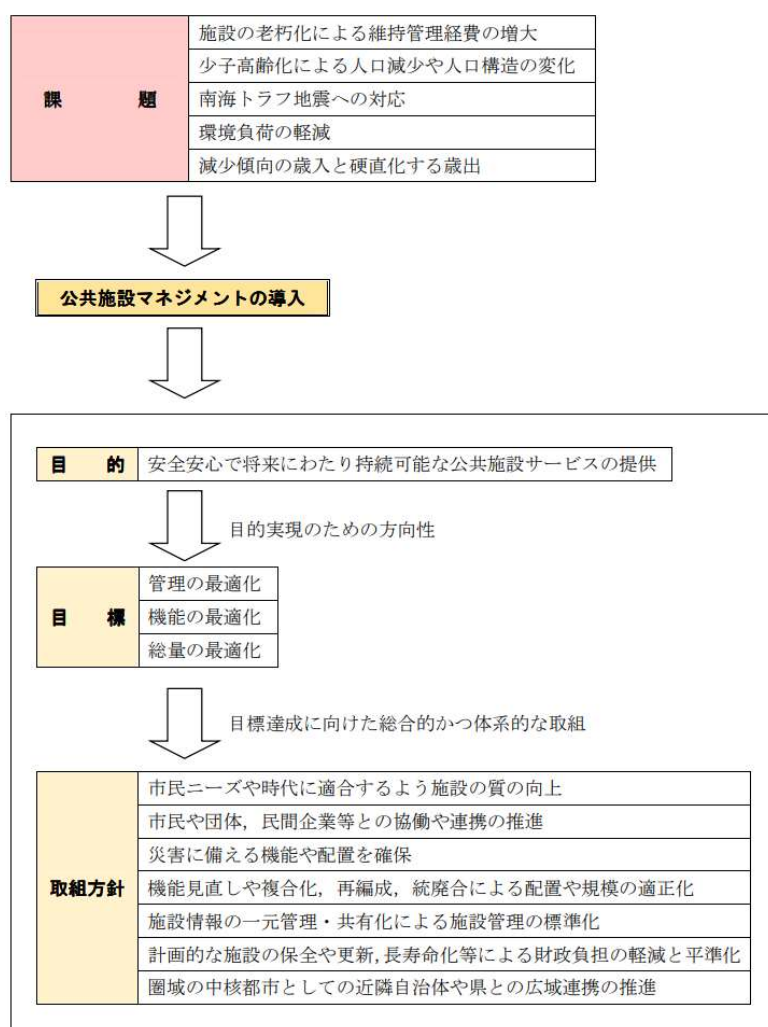 課　題
施設の老朽化による維持管理経費の増大
少子高齢化による人口減少や人口構造の変化
南海トラフ地震への対応
環境負荷の軽減
減少傾向の歳入と硬直化する歳出
公共施設マネジメントの導入
目　的
安全安心で将来にわたり持続可能な公共施設サービスの提供
目的実現のための方向性
目　標
管理の最適化
機能の最適化
総量の最適化
目標達成に向けた総合的かつ体系的な取組
取組方針
市民ニーズや時代に適合するよう施設の質の向上
市民や団体，民間企業等との協働や連携の推進
災害に備える機能や配置を確保
機能見直しや複合化，再編成，統廃合による配置や規模の適正化
施設情報の一元管理・共有化による施設管理の標準化
計画的な施設の保全や更新,長寿命化等による財政負担の軽減と平準化
圏域の中核都市としての近隣自治体や県との広域連携の推進